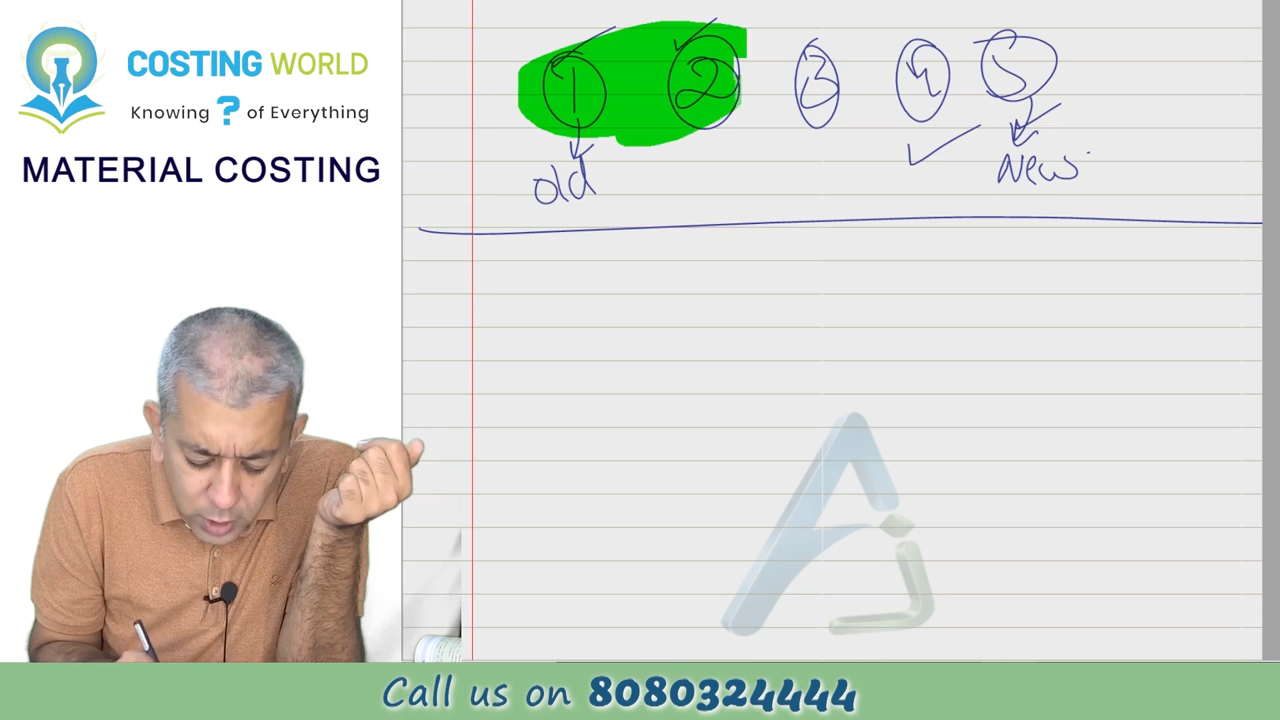 COSTING WORLD
Knowing ? of Everything
MATERIAL COSTING
1 2 3 4 5
old
New
Call us on 8080324444